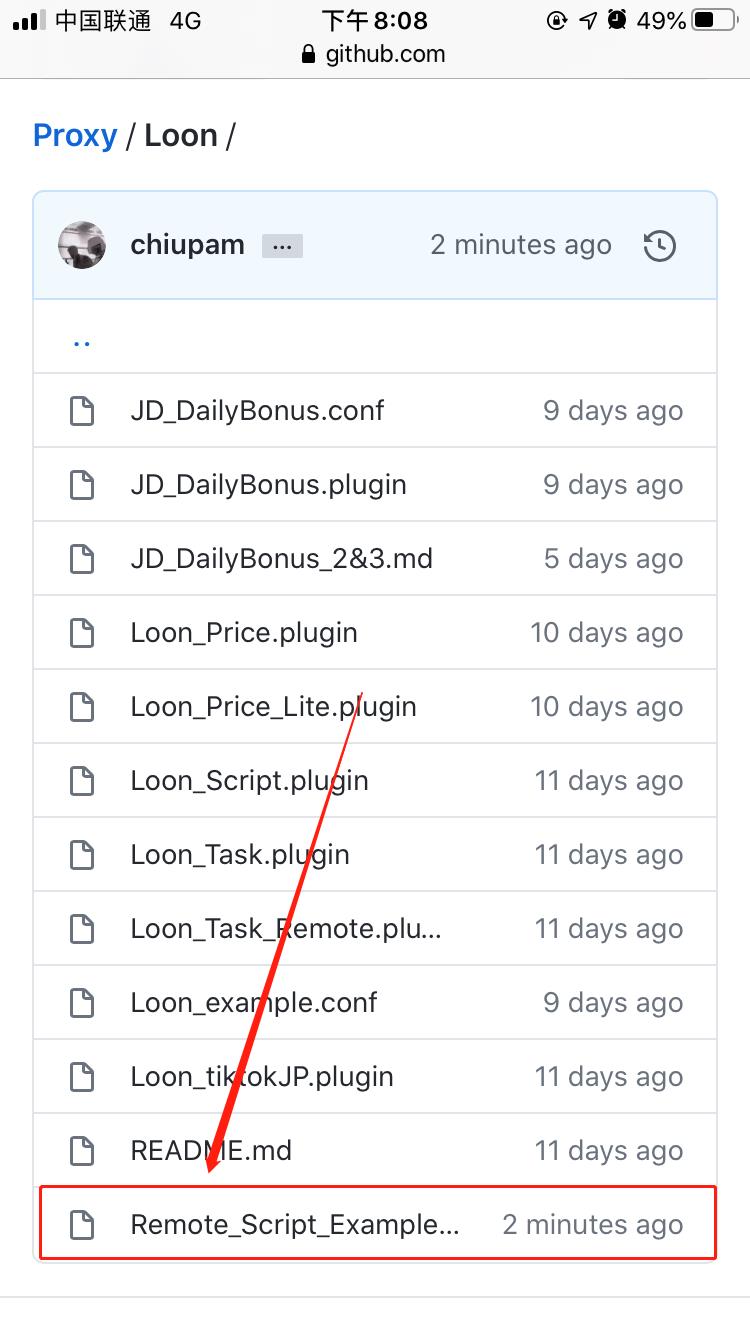 中国联通 4G 下午 8:08 49%
github.com
Proxy / Loon /
chiupam ... 2 minutes ago
..
JD_DailyBonus.conf 9 days ago
JD_DailyBonus.plugin 9 days ago
JD_DailyBonus_2&3.md 5 days ago
Loon_Price.plugin 10 days ago
Loon_Price_Lite.plugin 10 days ago
Loon_Script.plugin 11 days ago
Loon_Task.plugin 11 days ago
Loon_Task_Remote.plu... 11 days ago
Loon_example.conf 9 days ago
Loon_tiktokJP.plugin 11 days ago
README.md 11 days ago
Remote_Script_Example... 2 minutes ago